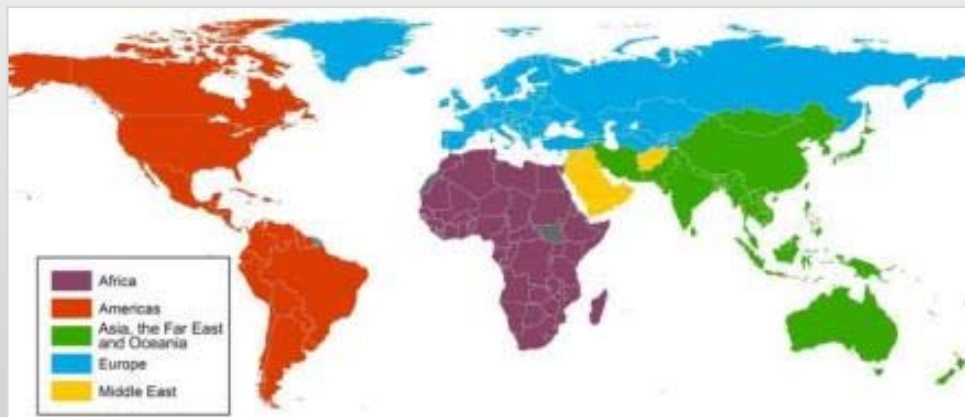 Africa
Americas
Asia, the Far East
and Oceania
Europe
Middle East